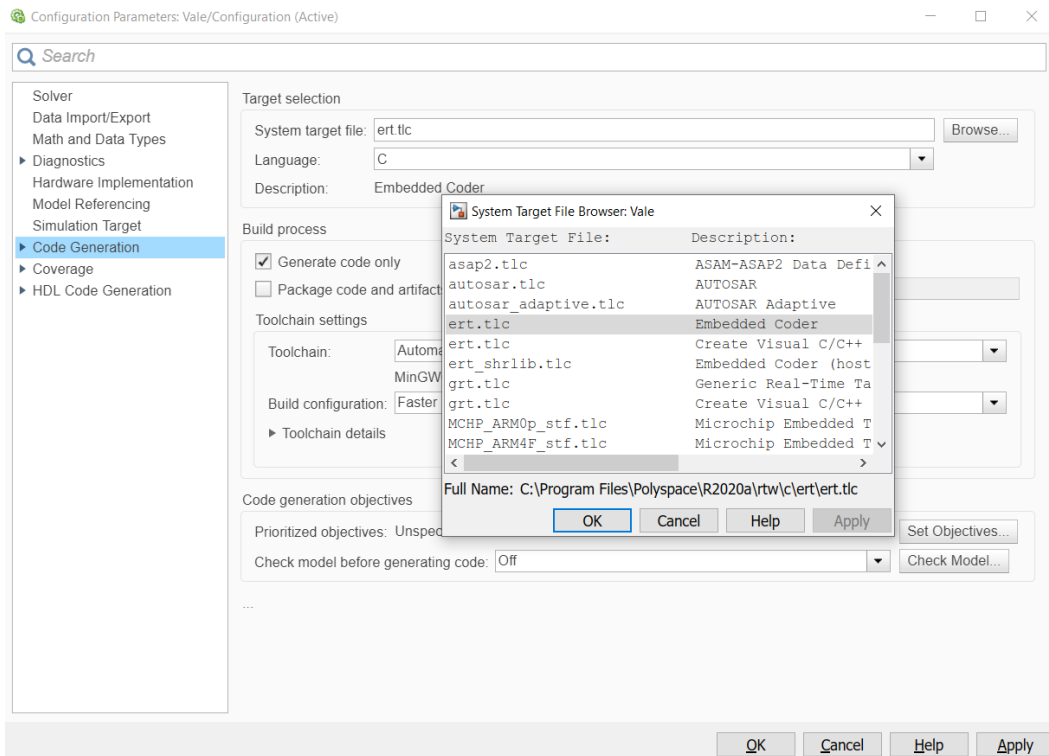 Configuration Parameters: Vale/Configuration (Active)
Search
Solver
Data Import/Export
Math and Data Types
Diagnostics
Hardware Implementation
Model Referencing
Simulation Target
Code Generation
Coverage
HDL Code Generation
Target selection
System target file: ert.tlc Browse...
Language: C
Description: Embedded Coder
Build process
Generate code only
Package code and artifacts
Toolchain settings
Toolchain: Automa
MinGW
Build configuration: Faster
Toolchain details
Code generation objectives
Prioritized objectives: Unspec Set Objectives...
Check model before generating code: Off Check Model...
...
System Target File Browser: Vale
System Target File: Description:
asap2.tlc ASAM-ASAP2 Data Defi
autosar.tlc AUTOSAR
autosar_adaptive.tlc AUTOSAR Adaptive
ert.tlc Embedded Coder
ert.tlc Create Visual C/C++
ert_shrlib.tlc Embedded Coder (host
grt.tlc Generic Real-Time Ta
grt.tlc Create Visual C/C++
MCHP_ARM0p_stf.tlc Microchip Embedded T
MCHP_ARM4F_stf.tlc Microchip Embedded T
Full Name: C:\Program Files\Polyspace\R2020a\rtw\c\ert\ert.tlc
OK Cancel Help Apply
OK Cancel Help Apply